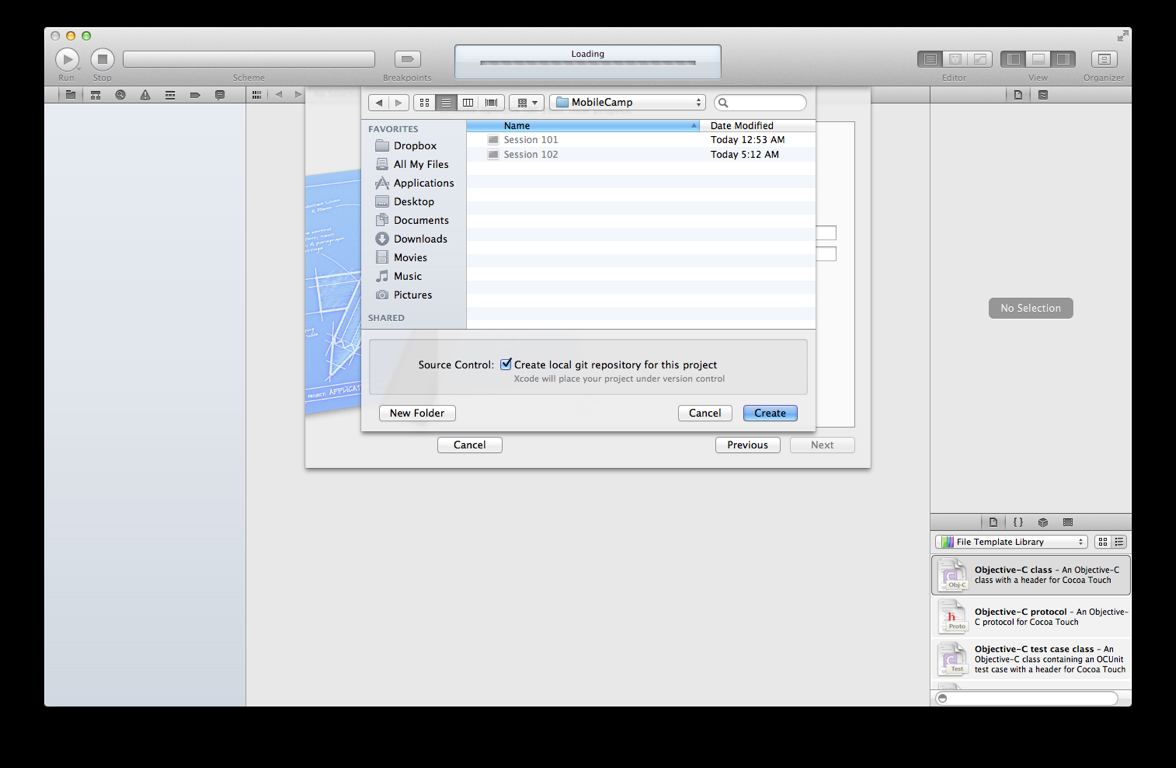 Loading
Run
Stop
Scheme
Breakpoints
Editor
View
Organizer
MobileCamp
FAVORITES
Dropbox
All My Files
Applications
Desktop
Documents
Downloads
Movies
Music
Pictures
SHARED
Name
Date Modified
Session 101
Today 12:53 AM
Session 102
Today 5:12 AM
Source Control:
Create local git repository for this project
Xcode will place your project under version control
New Folder
Cancel
Create
Cancel
Previous
Next
No Selection
{ }
File Template Library
Objective-C class – An Objective-C
class with a header for Cocoa Touch
Obj-C
Objective-C protocol – An Objective-
C protocol for Cocoa Touch
h
Proto
Objective-C test case class – An
Objective-C class containing an OCUnit
test case with a header for Cocoa Touch
Test